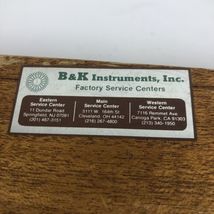 B&K Instruments, Inc.
Factory Service Centers
Eastern
Service Center
11 Dundar Road
Springfield, NJ 07081
(201) 467-3151
Main
Service Center
5111 W. 164th St
Cleveland, OH 44142
(216) 267-4800
Western
Service Center
7116 Remmet Ave
Canoga Park, CA 91303
(213) 340-1950